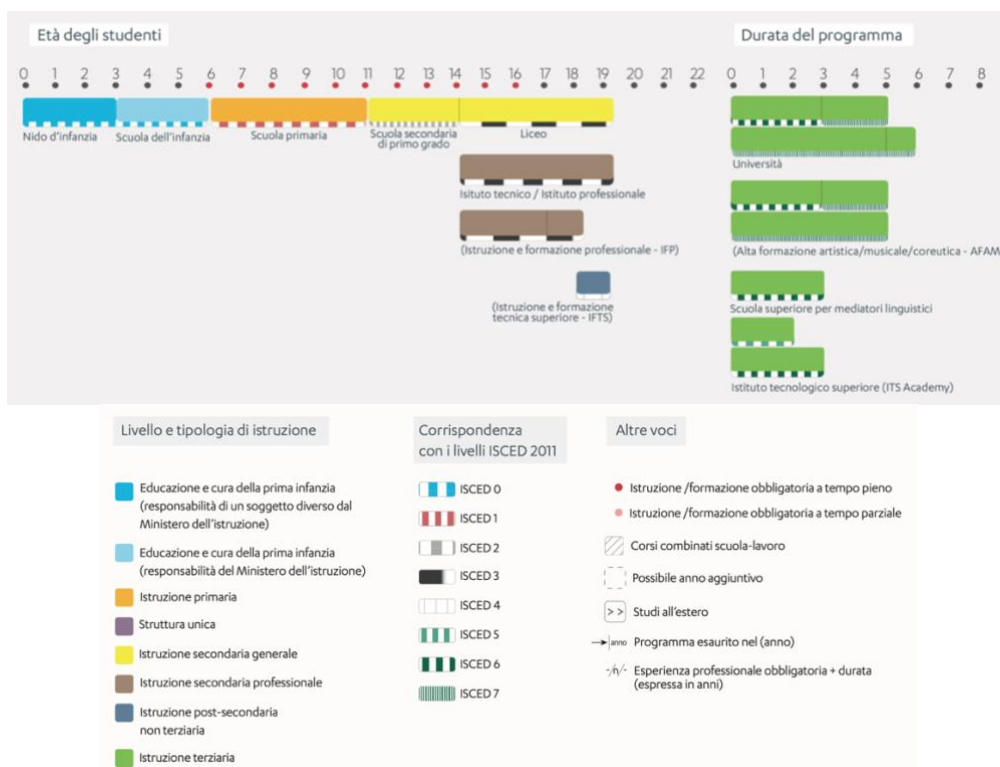 Età degli studenti
Durata del programma
0 1 2 3 4 5 6 7 8 9 10 11 12 13 14 15 16 17 18 19 20 21 22
0 1 2 3 4 5 6 7 8
Nido d'infanzia
Scuola dell'infanzia
Scuola primaria
Scuola secondaria
di primo grado
Liceo
Università
Isituto tecnico / Istituto professionale
(Istruzione e formazione professionale - IFP)
(Alta formazione artistica/musicale/coreutica - AFAM
(Istruzione e formazione
tecnica superiore - IFTS)
Scuola superiore per mediatori linguistici
Istituto tecnologico superiore (ITS Academy)
Livello e tipologia di istruzione
Educazione e cura della prima infanzia
(responsabilità di un soggetto diverso dal
Ministero dell'istruzione)
Educazione e cura della prima infanzia
(responsabilità del Ministero dell'istruzione)
Istruzione primaria
Struttura unica
Istruzione secondaria generale
Istruzione secondaria professionale
Istruzione post-secondaria
non terziaria
Istruzione terziaria
Corrispondenza
con i livelli ISCED 2011
ISCED 0
ISCED 1
ISCED 2
ISCED 3
ISCED 4
ISCED 5
ISCED 6
ISCED 7
Altre voci
Istruzione /formazione obbligatoria a tempo pieno
Istruzione /formazione obbligatoria a tempo parziale
Corsi combinati scuola-lavoro
Possibile anno aggiuntivo
>> Studi all'estero
anno Programma esaurito nel (anno)
-/n/- Esperienza professionale obbligatoria + durata
(espressa in anni)